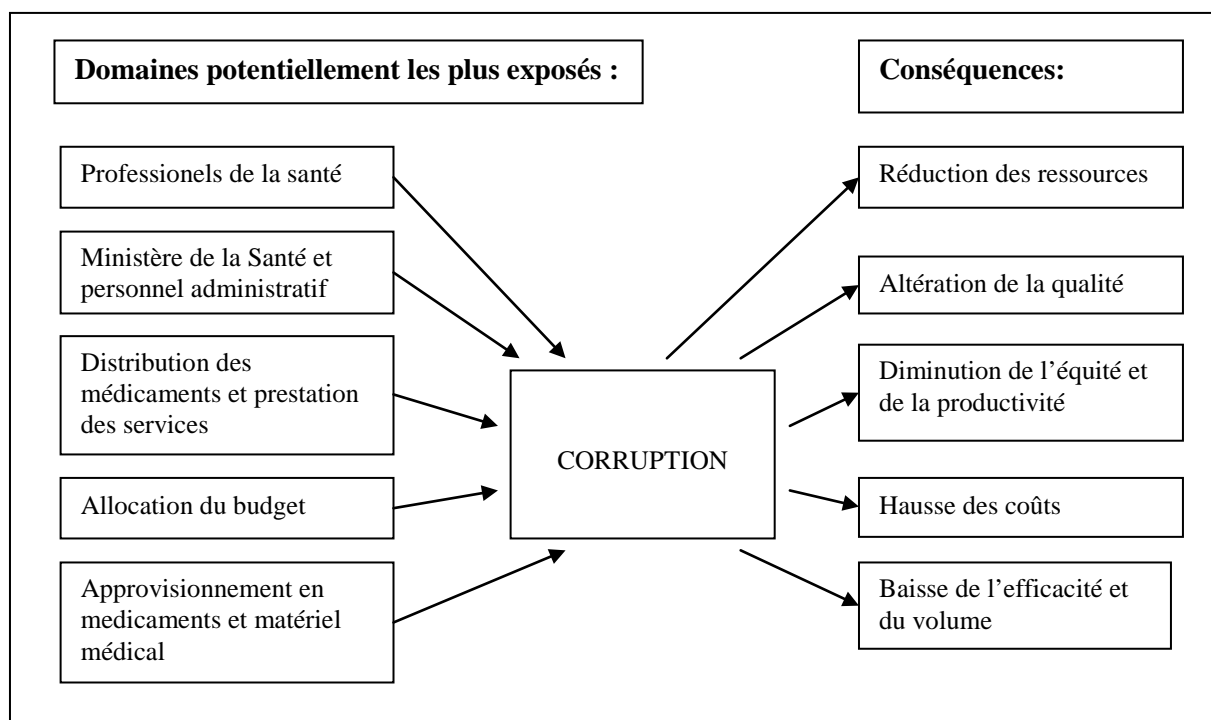 Domaines potentiellement les plus exposés :
Professionels de la santé
Ministère de la Santé et
personnel administratif
Distribution des
médicaments et prestation
des services
Allocation du budget
Approvisionnement en
medicaments et matériel
médical
CORRUPTION
Conséquences:
Réduction des ressources
Altération de la qualité
Diminution de l’équité et
de la productivité
Hausse des coûts
Baisse de l’efficacité et
du volume